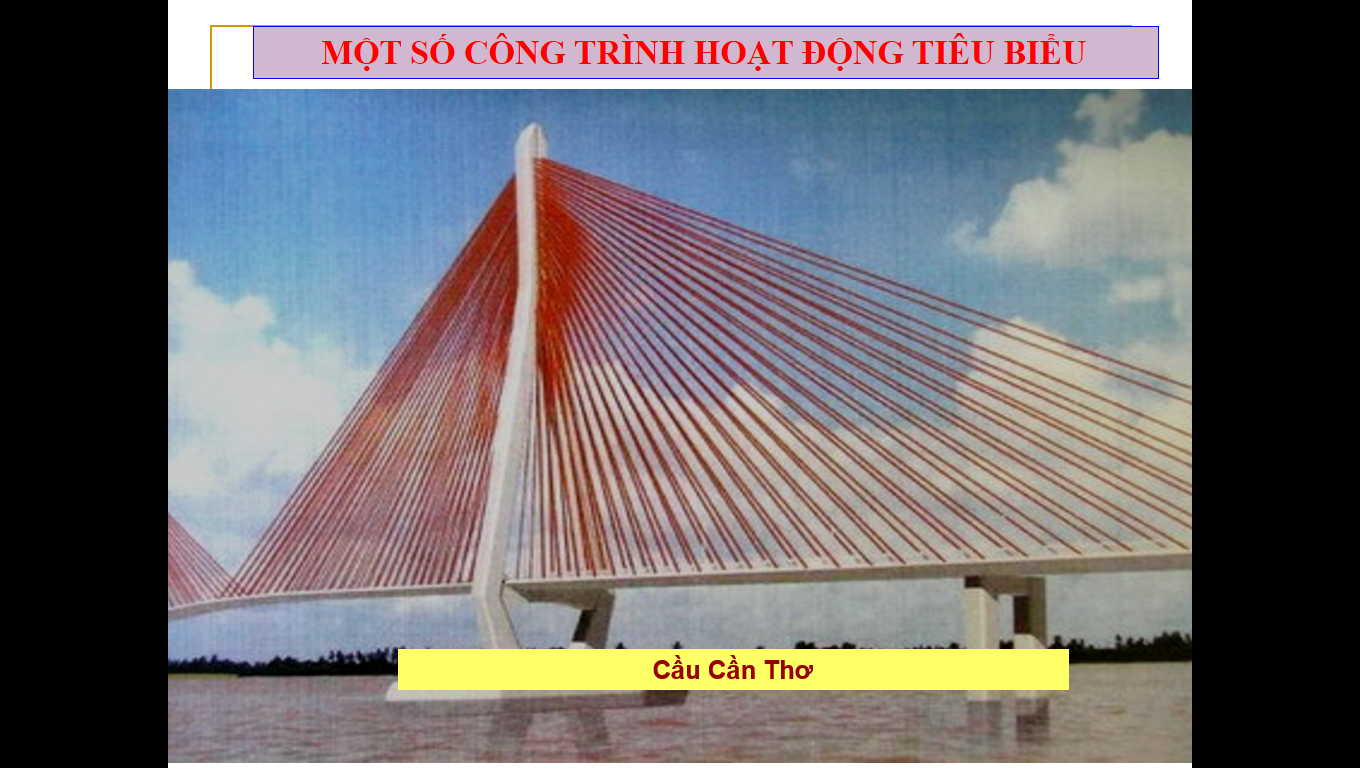 MỘT SỐ CÔNG TRÌNH HOẠT ĐỘNG TIÊU BIỂU
Cầu Cần Thơ